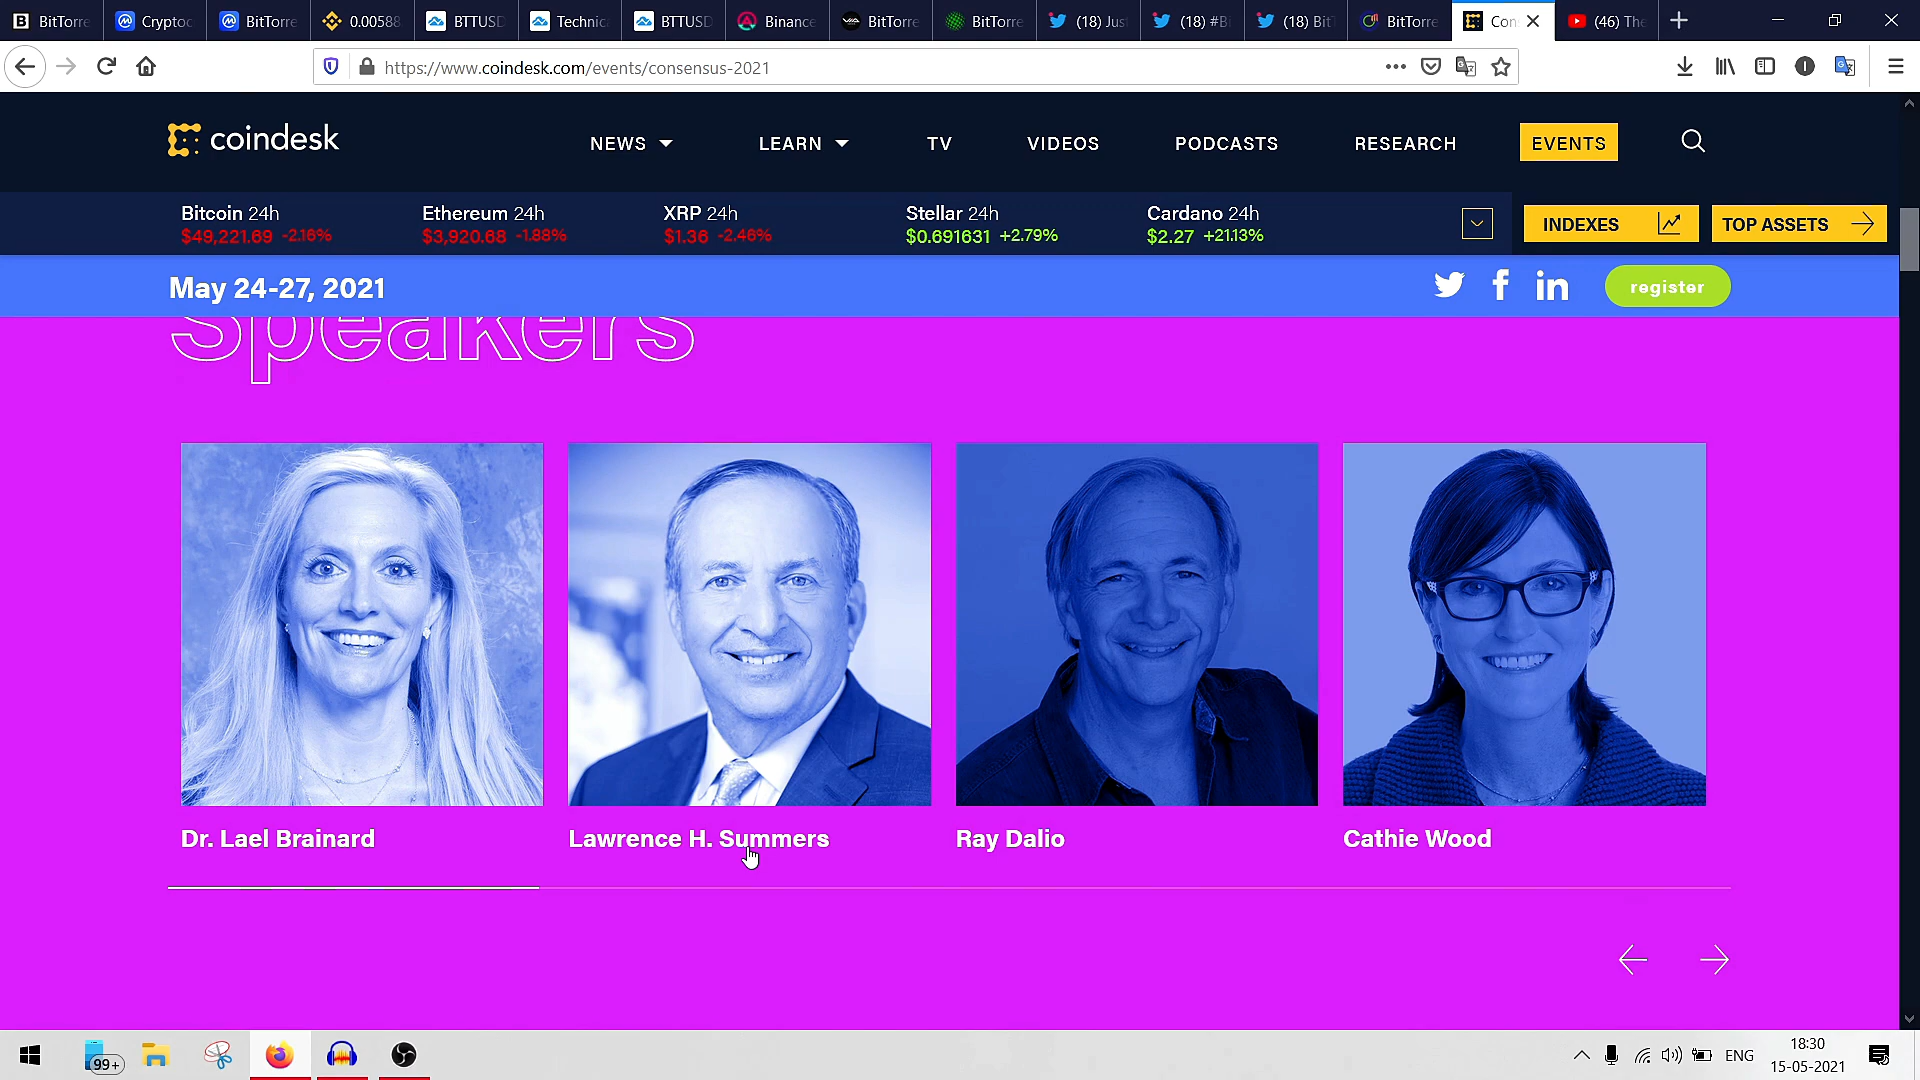 BitTorre
Cryptoc
BitTorre
0.00588
BTTUSD
Technic
BTTUSD
Binance
BitTorre
BitTorre
(18) Jus
(18) #B
(18) BitT
BitTorre
Con
(46) The
https://www.coindesk.com/events/consensus-2021
coindesk
NEWS
LEARN
TV
VIDEOS
PODCASTS
RESEARCH
EVENTS
Bitcoin 24h
$49,221.69 -2.16%
Ethereum 24h
$3,920.68 -1.88%
XRP 24h
$1.36 -2.46%
Stellar 24h
$0.691631 +2.79%
Cardano 24h
$2.27 +21.13%
INDEXES
TOP ASSETS
May 24-27, 2021
register
Speakers
Dr. Lael Brainard
Lawrence H. Summers
Ray Dalio
Cathie Wood
99+
ENG
18:30
15-05-2021